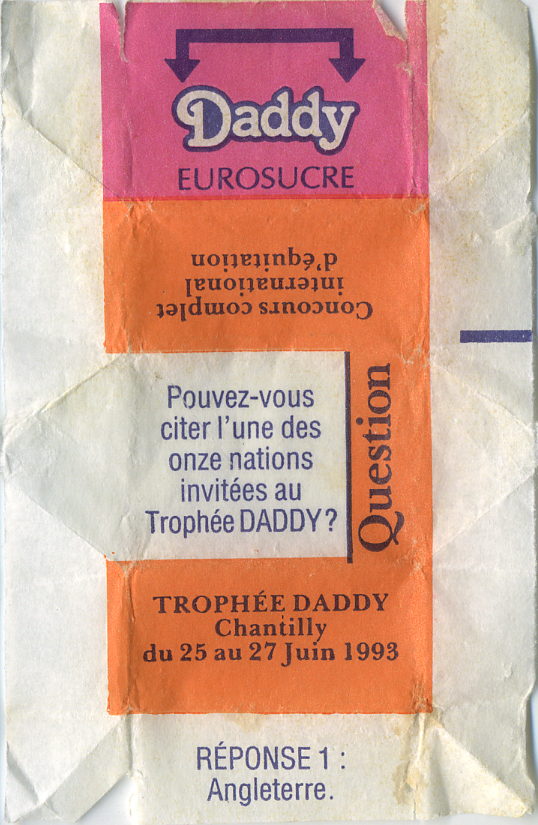 Daddy
EUROSUCRE
Concours complet
international
d'équitation
Pouvez-vous
citer l'une des
onze nations
invitées au
Trophée DADDY?
Question
TROPHÉE DADDY
Chantilly
du 25 au 27 Juin 1993
RÉPONSE 1 :
Angleterre.